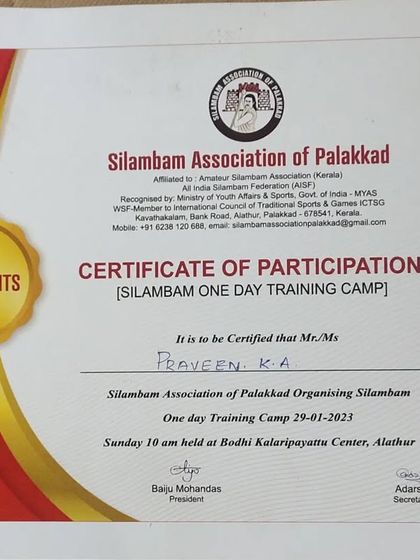 SILAMBAM ASSOCIATION OF PALAKKAD
Silambam Association of Palakkad
Affiliated to : Amateur Silambam Association (Kerala)
All India Silambam Federation (AISF)
Recognised by: Ministry of Youth Affairs & Sports, Govt. of India - MYAS
WSF-Member to International Council of Traditional Sports & Games ICTSG
Kavathakalam, Bank Road, Alathur, Palakkad - 678541, Kerala.
Mobile: +91 6238 120 688, email: silambamassociationpalakkad@gmail.com
CERTIFICATE OF PARTICIPATION
[SILAMBAM ONE DAY TRAINING CAMP]
It is to be Certified that Mr./Ms
PRAVEEN. K.A.
Silambam Association of Palakkad Organising Silambam
One day Training Camp 29-01-2023
Sunday 10 am held at Bodhi Kalaripayattu Center, Alathur
Baiju Mohandas
President